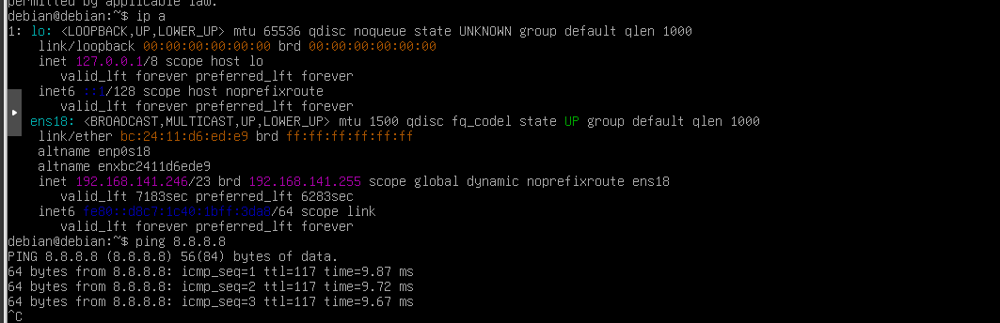 permitted by applicable law.
debian@debian:~$ ip a
1: lo: <LOOPBACK,UP,LOWER_UP> mtu 65536 qdisc noqueue state UNKNOWN group default qlen 1000
link/loopback 00:00:00:00:00:00 brd 00:00:00:00:00:00
inet 127.0.0.1/8 scope host lo
valid_lft forever preferred_lft forever
inet6 ::1/128 scope host noprefixroute
valid_lft forever preferred_lft forever
ens18: <BROADCAST,MULTICAST,UP,LOWER_UP> mtu 1500 qdisc fq_codel state UP group default qlen 1000
link/ether bc:24:11:d6:ed:e9 brd ff:ff:ff:ff:ff:ff
altname enp0s18
altname enxbc2411d6ede9
inet 192.168.141.246/23 brd 192.168.141.255 scope global dynamic noprefixroute ens18
valid_lft 7183sec preferred_lft 6283sec
inet6 /64 scope link
valid_lft forever preferred_lft forever
debian@debian:~$ ping 8.8.8.8
PING 8.8.8.8 (8.8.8.8) 56(84) bytes of data.
64 bytes from 8.8.8.8: icmp_seq=1 ttl=117 time=9.87 ms
64 bytes from 8.8.8.8: icmp_seq=2 ttl=117 time=9.72 ms
64 bytes from 8.8.8.8: icmp_seq=3 ttl=117 time=9.67 ms
^C